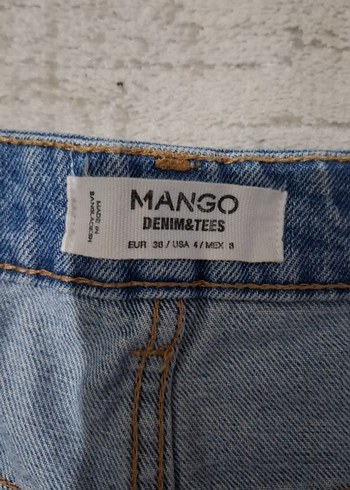 MANGO
DENIM&TEES
EUR 36 / USA 4 / MEX 8
MADE IN
BANGLADESH